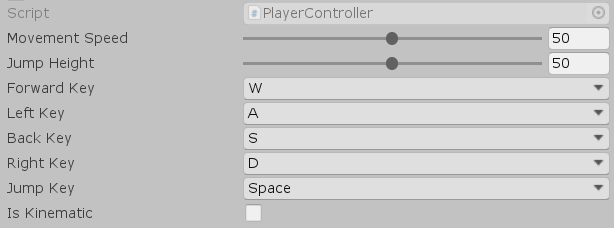 Script # PlayerController
Movement Speed 50
Jump Height 50
Forward Key W
Left Key A
Back Key S
Right Key D
Jump Key Space
Is Kinematic